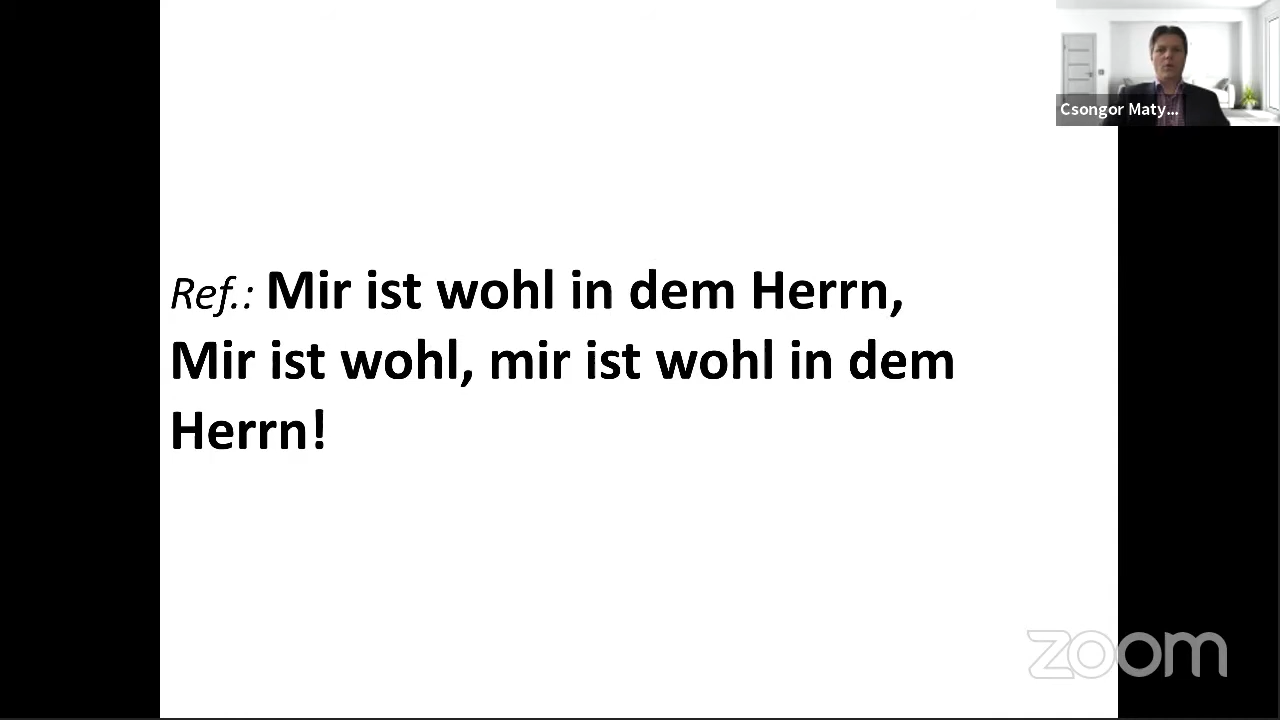 Csongor Maty...
Ref.: Mir ist wohl in dem Herrn,
Mir ist wohl, mir ist wohl in dem
Herrn!
zoom